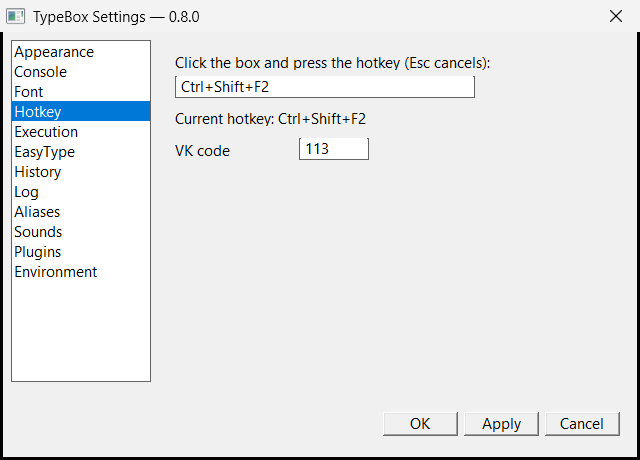 TypeBox Settings — 0.8.0
Appearance
Console
Font
Hotkey
Execution
EasyType
History
Log
Aliases
Sounds
Plugins
Environment
Click the box and press the hotkey (Esc cancels):
Ctrl+Shift+F2
Current hotkey: Ctrl+Shift+F2
VK code 113
OK Apply Cancel